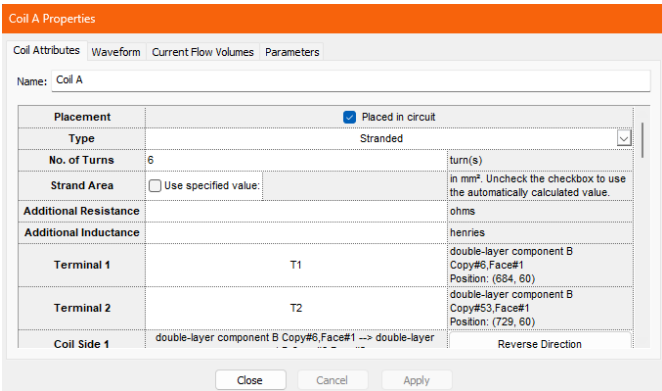 Coil A Properties
Coil Attributes Waveform Current Flow Volumes Parameters
Name: Coil A
Placement Placed in circuit
Type Stranded
No. of Turns 6 turn(s)
Strand Area Use specified value: in mm². Uncheck the checkbox to use
the automatically calculated value.
Additional Resistance ohms
Additional Inductance henries
double-layer component B
Terminal 1 T1 Copy#6,Face#1
Position: (684, 60)
double-layer component B
Terminal 2 T2 Copy#53,Face#1
Position: (729, 60)
Coil Side 1 double-layer component B Copy#6,Face#1 --> double-layer Reverse Direction
Close Cancel Apply